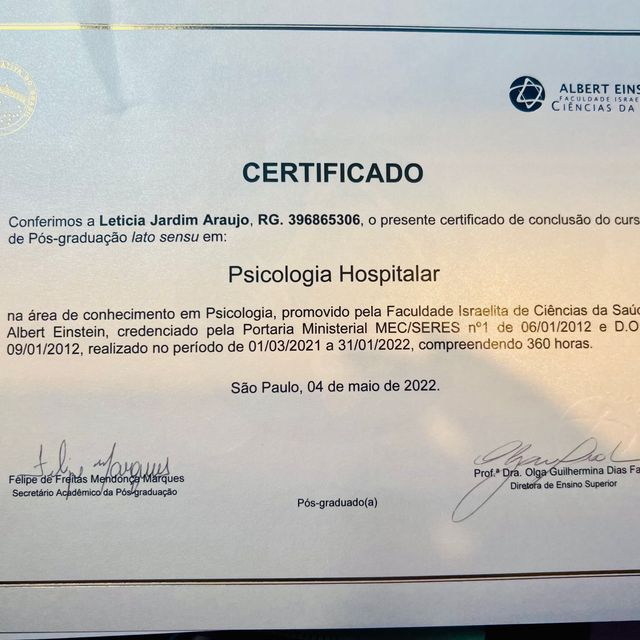 ALBERT EINS
FACULDADE ISRAE
CIÊNCIAS DA
CERTIFICADO
Conferimos a Leticia Jardim Araujo, RG. 396865306, o presente certificado de conclusão do curs
de Pós-graduação lato sensu em:
Psicologia Hospitalar
na área de conhecimento em Psicologia, promovido pela Faculdade Israelita de Ciências da Saúd
Albert Einstein, credenciado pela Portaria Ministerial MEC/SERES nº1 de 06/01/2012 e D.O
09/01/2012, realizado no período de 01/03/2021 a 31/01/2022, compreendendo 360 horas.
São Paulo, 04 de maio de 2022.
Felipe Marques
Felipe de Freitas Mendonça Marques
Secretário Acadêmico da Pós-graduação
Prof.ª Dra. Olga Guilhermina Dias Fa
Diretora de Ensino Superior
Pós-graduado(a)